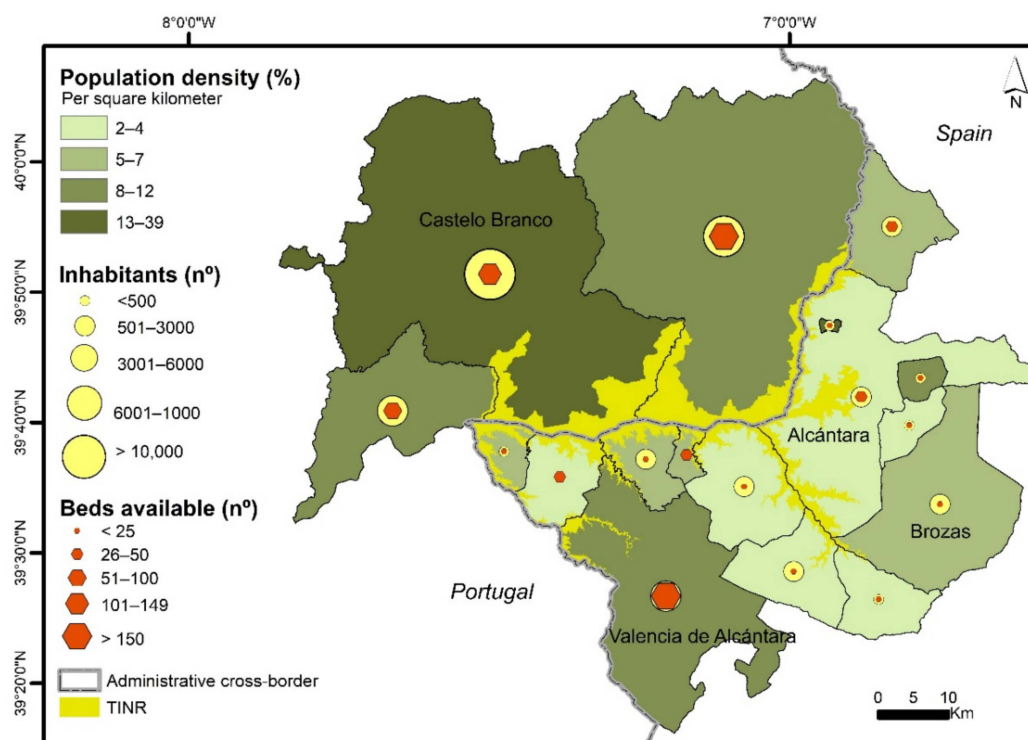 8°0'0"W
7°0'0"W
Population density (%)
Per square kilometer
2–4
5–7
8–12
13–39
Inhabitants (nº)
<500
501–3000
3001–6000
6001–1000
> 10,000
Beds available (nº)
< 25
26–50
51–100
101–149
> 150
Administrative cross-border
TINR
40°0'0"N
39°50'0"N
39°40'0"N
39°30'0"N
39°20'0"N
N
Spain
Castelo Branco
Alcántara
Brozas
Portugal
Valencia de Alcántara
0 5 10
Km